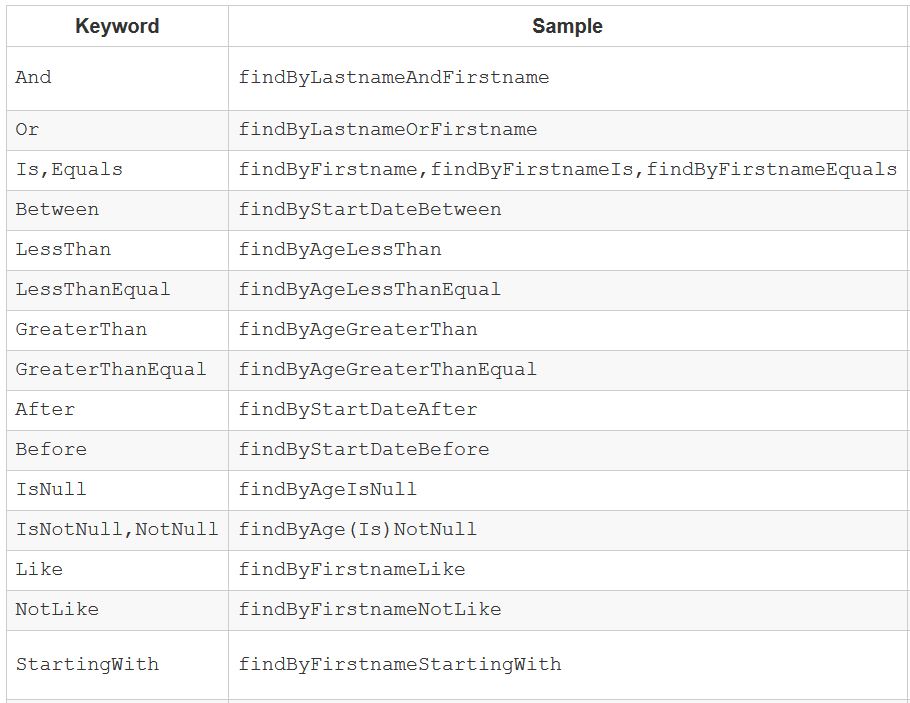 Keyword Sample
And findByLastnameAndFirstname
Or findByLastnameOrFirstname
Is,Equals findByFirstname,findByFirstnameIs,findByFirstnameEquals
Between findByStartDateBetween
LessThan findByAgeLessThan
LessThanEqual findByAgeLessThanEqual
GreaterThan findByAgeGreaterThan
GreaterThanEqual findByAgeGreaterThanEqual
After findByStartDateAfter
Before findByStartDateBefore
IsNull findByAgeIsNull
IsNotNull,NotNull findByAge(Is)NotNull
Like findByFirstnameLike
NotLike findByFirstnameNotLike
StartingWith findByFirstnameStartingWith